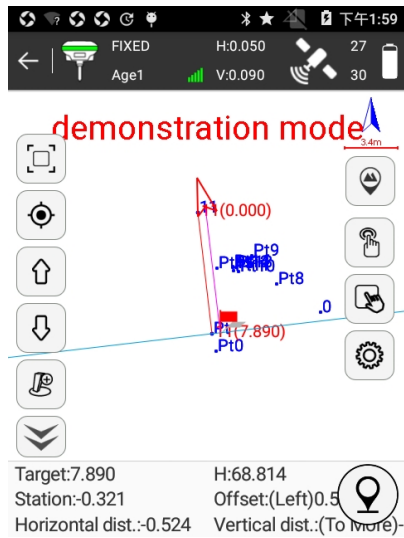 下午1:59
FIXED H:0.050 27
Age1 V:0.090 30
demonstration mode
3.4m
11(0.000)
Pt9
Pt8
.0
(7.890)
.Pt0
Target:7.890 H:68.814
Station:-0.321 Offset:(Left)0.5
Horizontal dist.:-0.524 Vertical dist.:(To More)-